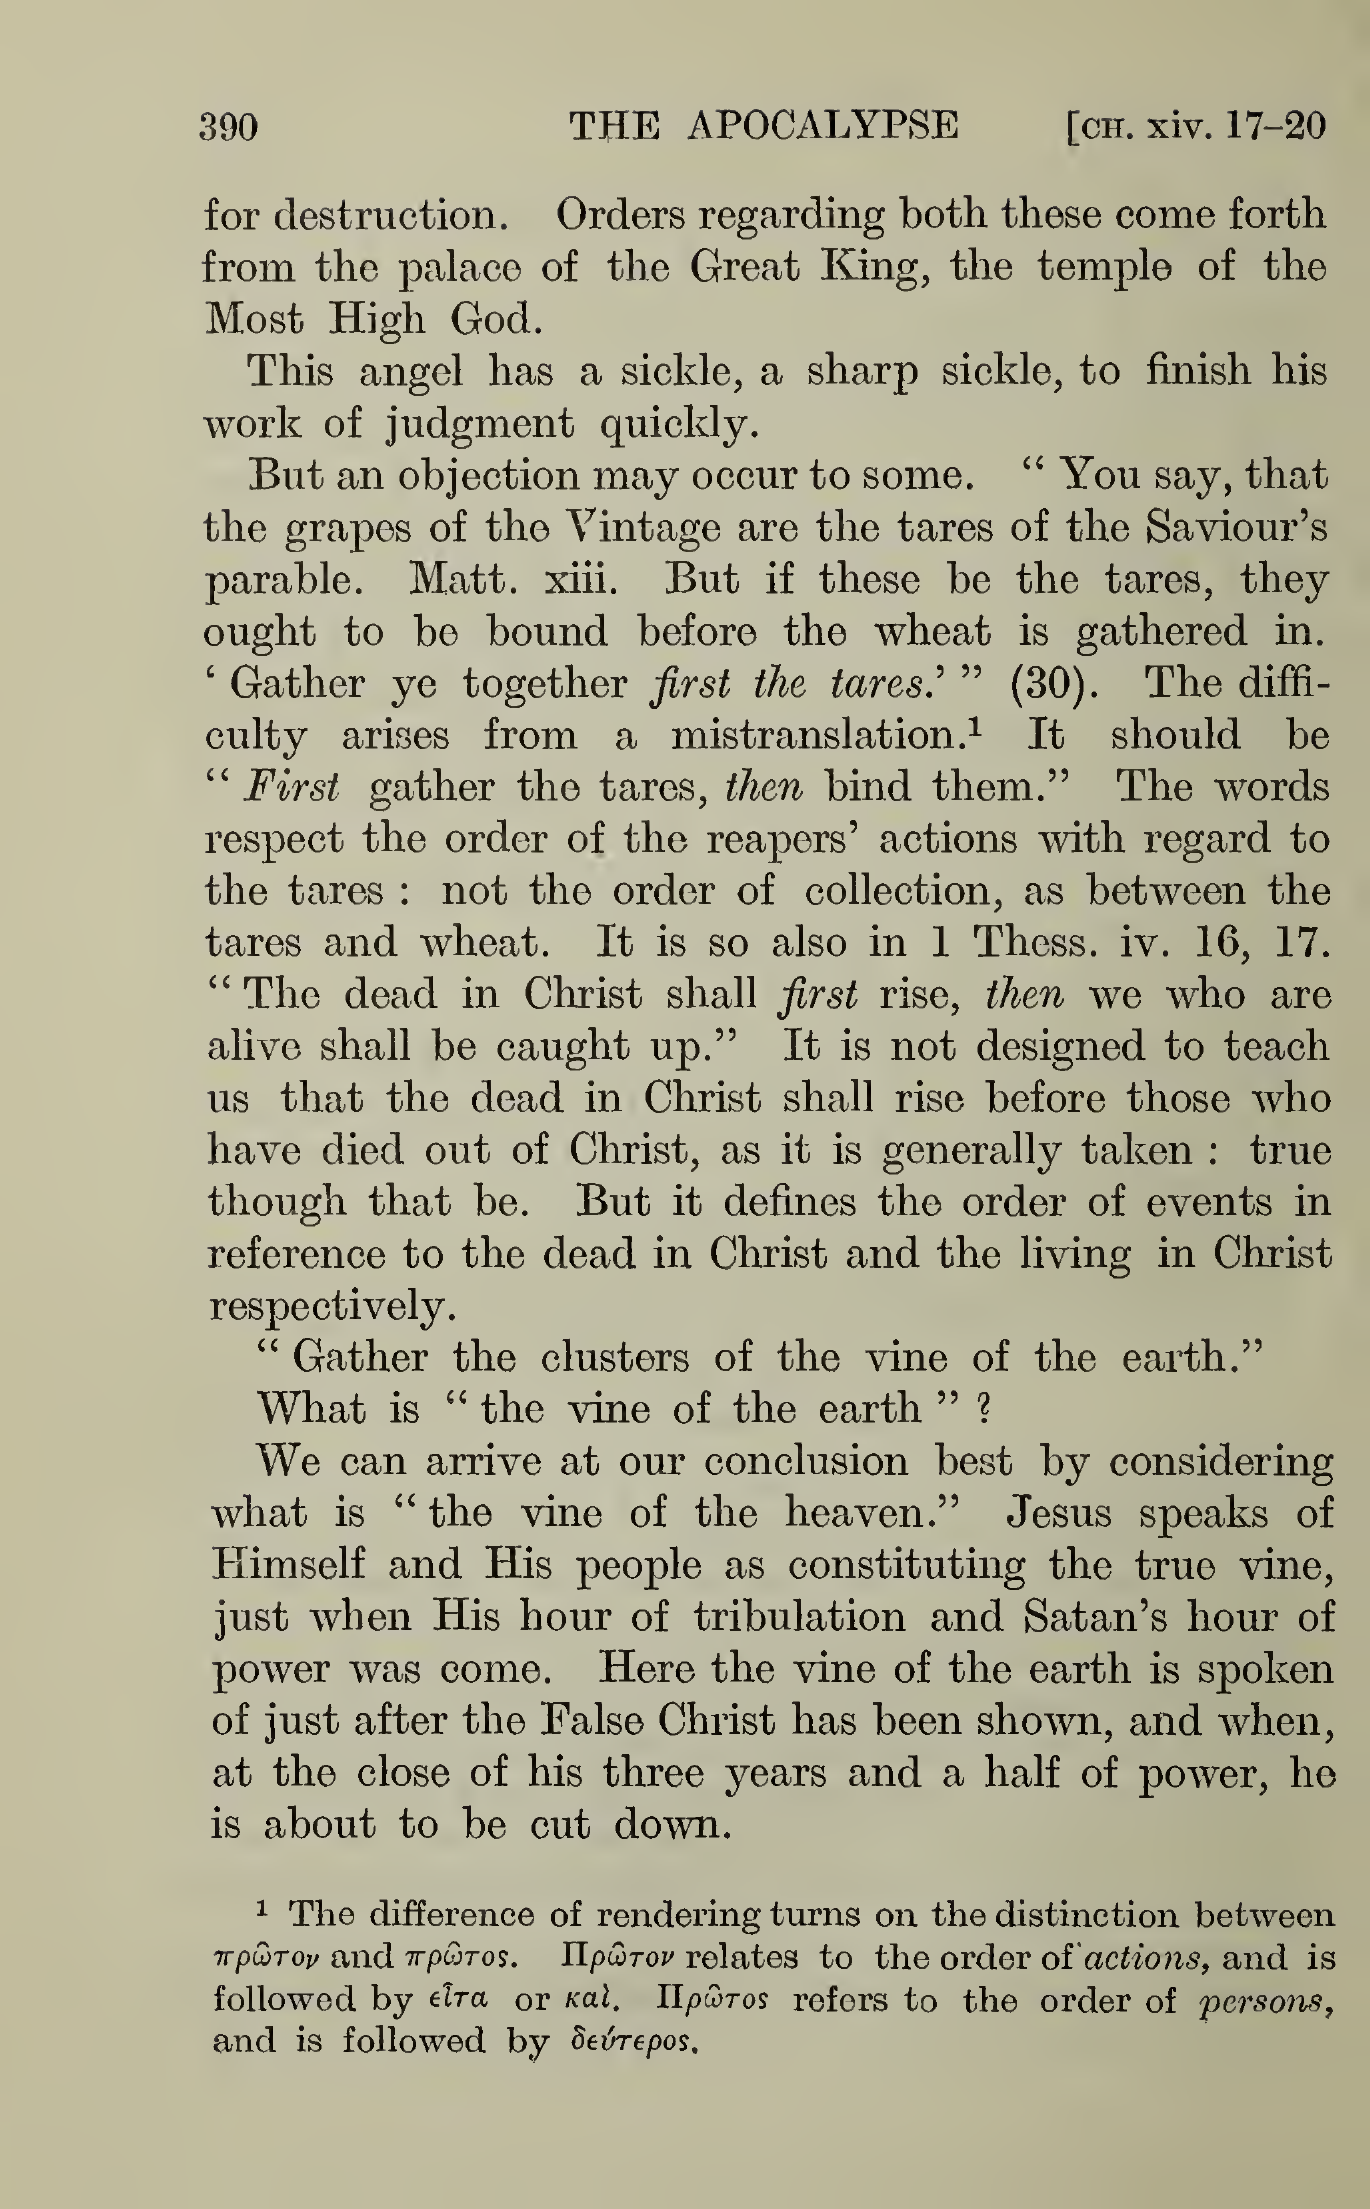 390 THE APOCALYPSE [CH. XIV. 17-20
for destruction. Orders regarding both these come forth
from the palace of the Great King, the temple of the
Most High God.
This angel has a sickle, a sharp sickle, to finish his
work of judgment quickly.
But an objection may occur to some. “ You say, that
the grapes of the Vintage are the tares of the Saviour’s
parable. Matt. xiii. But if these be the tares, they
ought to be bound before the wheat is gathered in.
‘ Gather ye together first the tares.’ ” (30). The diffi-
culty arises from a mistranslation.¹ It should be
“ First gather the tares, then bind them.” The words
respect the order of the reapers’ actions with regard to
the tares : not the order of collection, as between the
tares and wheat. It is so also in 1 Thess. iv. 16, 17.
“ The dead in Christ shall first rise, then we who are
alive shall be caught up.” It is not designed to teach
us that the dead in Christ shall rise before those who
have died out of Christ, as it is generally taken : true
though that be. But it defines the order of events in
reference to the dead in Christ and the living in Christ
respectively.
“ Gather the clusters of the vine of the earth.”
What is “ the vine of the earth ” ?
We can arrive at our conclusion best by considering
what is “ the vine of the heaven.” Jesus speaks of
Himself and His people as constituting the true vine,
just when His hour of tribulation and Satan’s hour of
power was come. Here the vine of the earth is spoken
of just after the False Christ has been shown, and when,
at the close of his three years and a half of power, he
is about to be cut down.
¹ The difference of rendering turns on the distinction between
πρῶτον and πρῶτος. Πρῶτον relates to the order of actions, and is
followed by εἶτα or καὶ. Πρῶτος refers to the order of persons,
and is followed by δεύτερος.